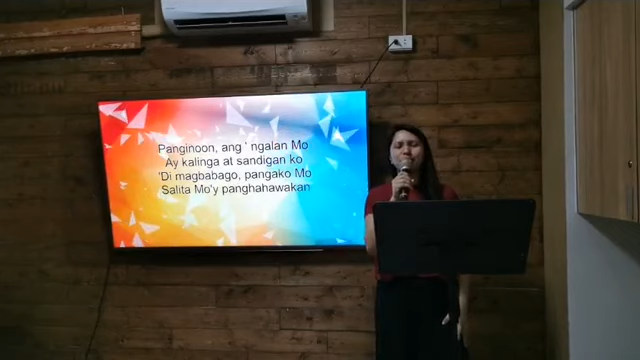 Panginoon, ang ' ngalan Mo
Ay kalinga at sandigan ko
'Di magbabago, pangako Mo
Salita Mo'y panghahawakan